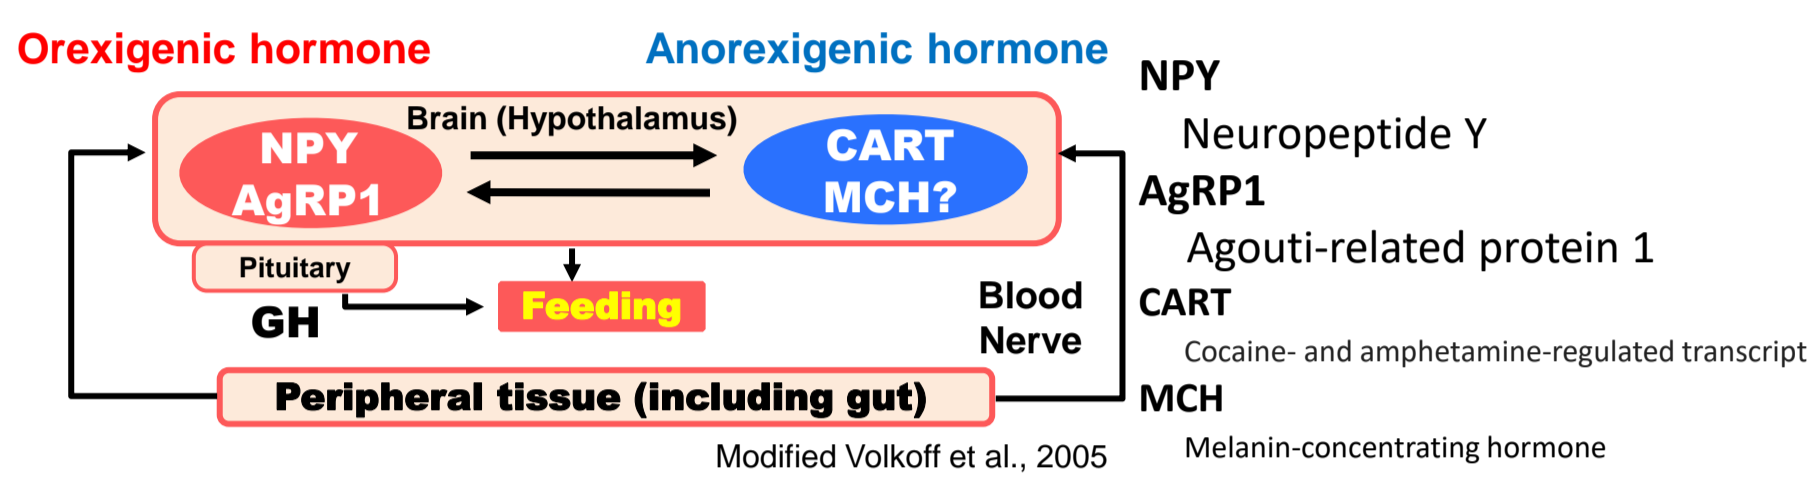 Orexigenic hormone
Anorexigenic hormone
Brain (Hypothalamus)
NPY
AgRP1
CART
MCH?
Pituitary
GH
Feeding
Blood
Nerve
Peripheral tissue (including gut)
Modified Volkoff et al., 2005
NPY
Neuropeptide Y
AgRP1
Agouti-related protein 1
CART
Cocaine- and amphetamine-regulated transcript
MCH
Melanin-concentrating hormone